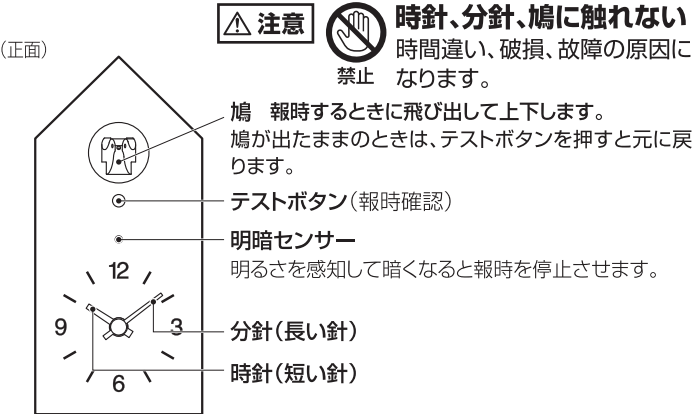 注意
禁止
時針、分針、鳩に触れない
時間違い、破損、故障の原因に
なります。
(正面)
鳩 報時するときに飛び出して上下します。
鳩が出たままのときは、テストボタンを押すと元に戻
ります。
テストボタン(報時確認)
明暗センサー
明るさを感知して暗くなると報時を停止させます。
12
9
3
6
分針(長い針)
時針(短い針)